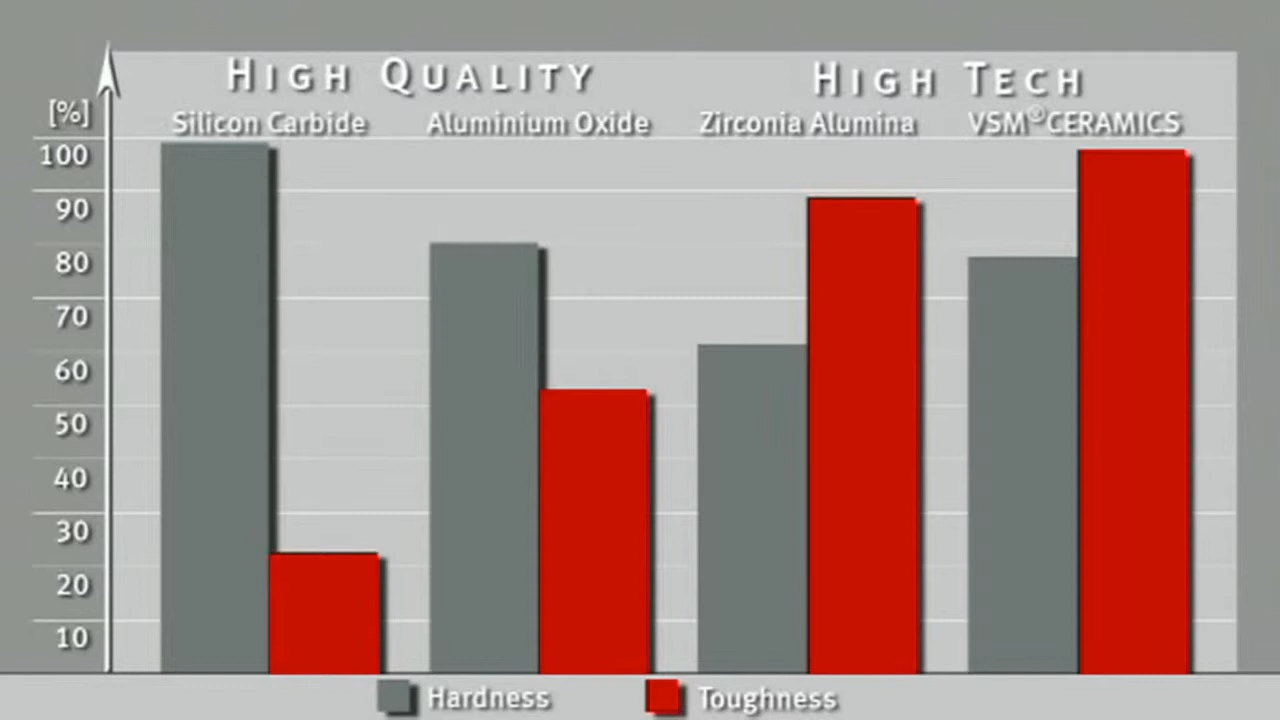 HIGH QUALITY
HIGH TECH
[%]
Silicon Carbide
Aluminium Oxide
Zirconia Alumina
VSM®CERAMICS
100
90
80
70
60
50
40
30
20
10
Hardness
Toughness